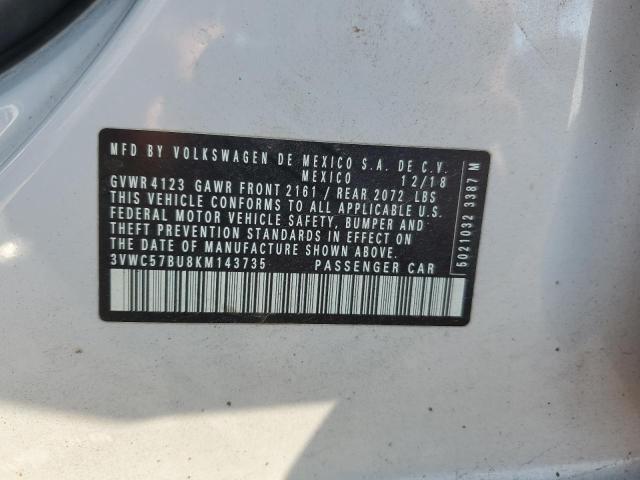 MFD BY VOLKSWAGEN DE MEXICO S.A. DE C.V.
MEXICO 12/18
GVWR 4123 GAWR FRONT 2161 / REAR 2072 LBS
THIS VEHICLE CONFORMS TO ALL APPLICABLE U.S.
FEDERAL MOTOR VEHICLE SAFETY, BUMPER AND
THEFT PREVENTION STANDARDS IN EFFECT ON
THE DATE OF MANUFACTURE SHOWN ABOVE.
3VWC57BU8KM143735 PASSENGER CAR
5021032 3387 M